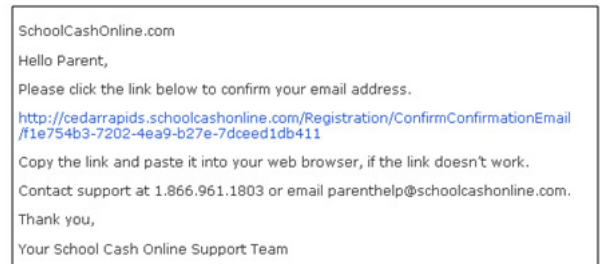 SchoolCashOnline.com
Hello Parent,
Please click the link below to confirm your email address.
http://cedarrapids.schoolcashonline.com/Registration/ConfirmConfirmationEmail
/f1e754b3-7202-4ea9-b27e-7dceed1db411
Copy the link and paste it into your web browser, if the link doesn't work.
Contact support at 1.866.961.1803 or email parenthelp@schoolcashonline.com.
Thank you,
Your School Cash Online Support Team